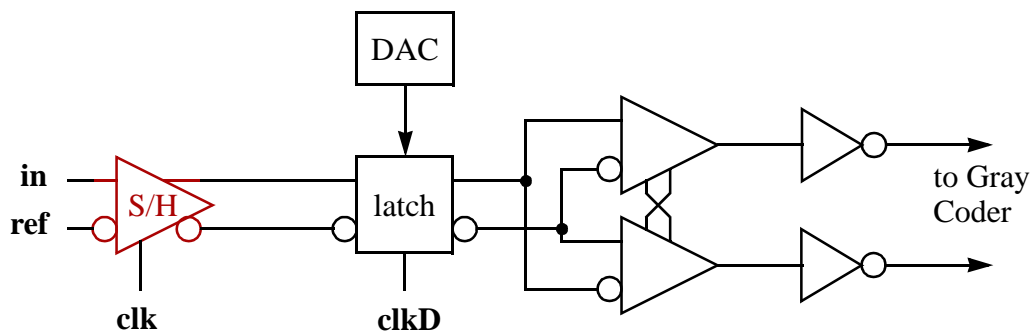 DAC
in
S/H
latch
ref
to Gray
Coder
clk
clkD